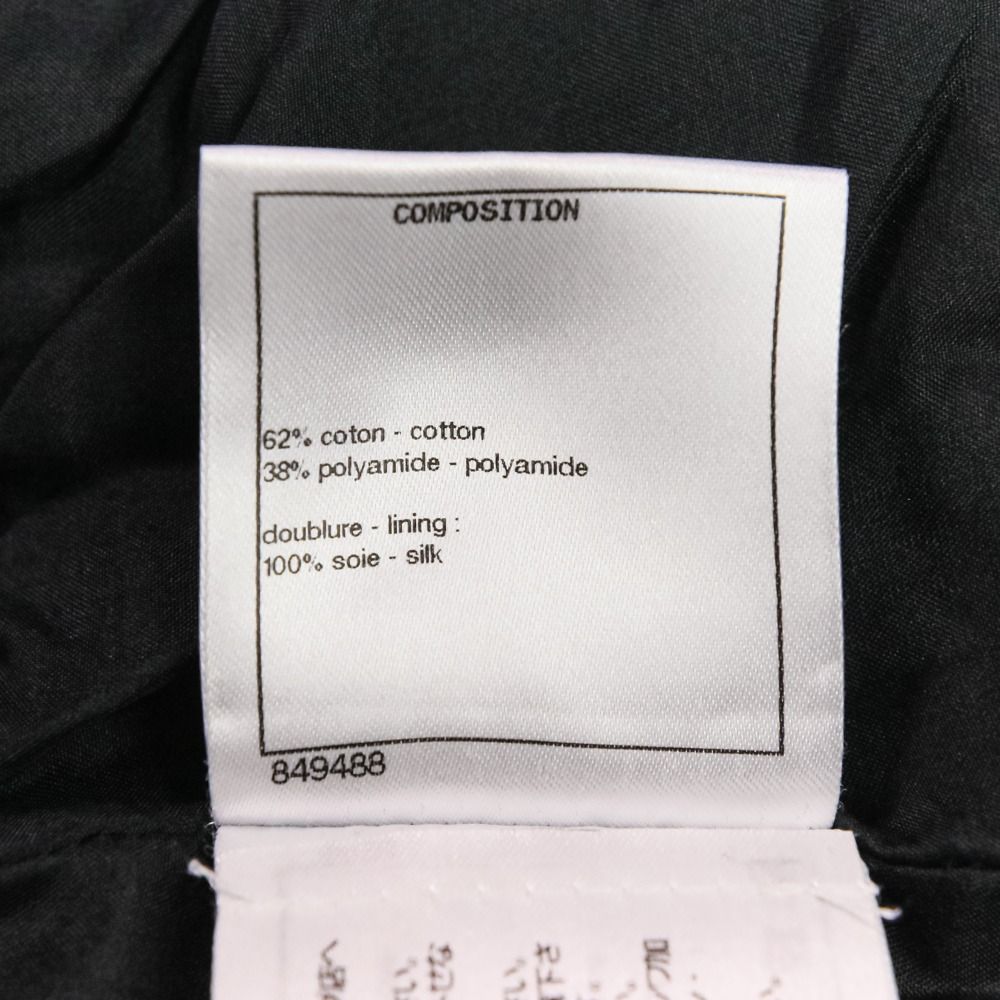 COMPOSITION
62% coton - cotton
38% polyamide - polyamide
doublure - lining :
100% soie - silk
849488